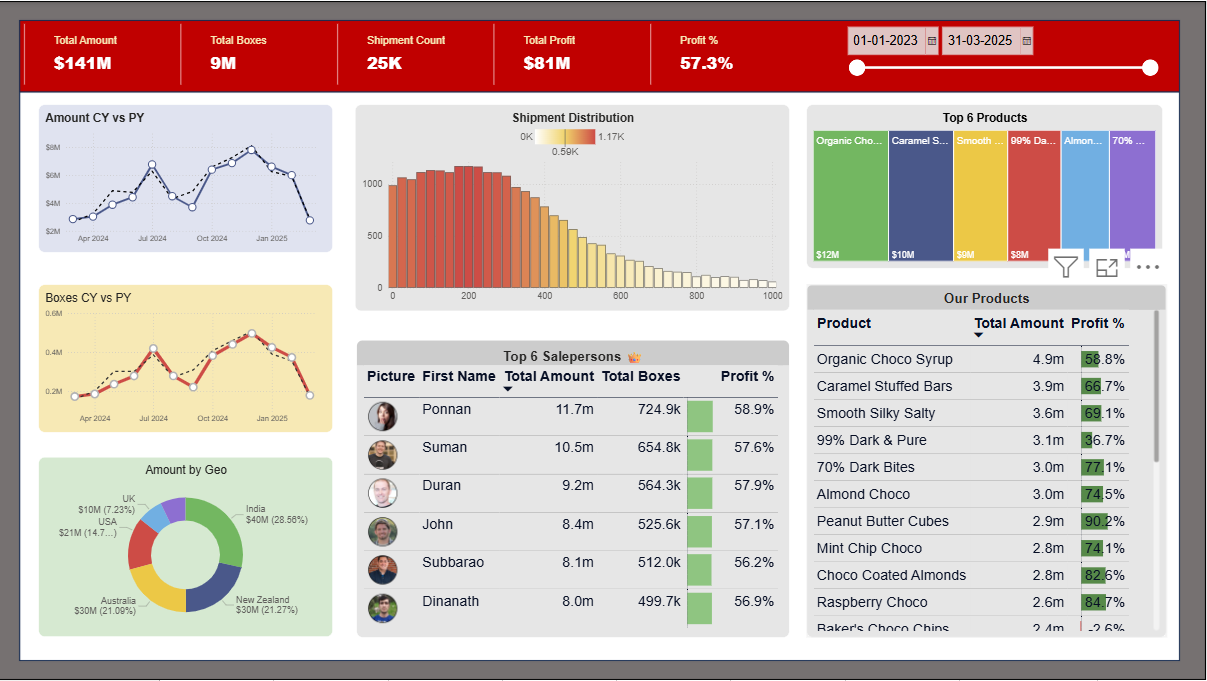 Total Amount
$141M
Total Boxes
9M
Shipment Count
25K
Total Profit
$81M
Profit %
57.3%
01-01-2023
31-03-2025
Amount CY vs PY
$8M
$6M
$4M
$2M
Apr 2024
Jul 2024
Oct 2024
Jan 2025
Boxes CY vs PY
0.6M
0.4M
0.2M
Apr 2024
Jul 2024
Oct 2024
Jan 2025
Amount by Geo
UK
$10M (7.23%)
USA
$21M (14.7...)
India
$40M (28.56%)
Australia
$30M (21.09%)
New Zealand
$30M (21.27%)
Shipment Distribution
0K
1.17K
0.59K
1000
500
0
0 200 400 600 800 1000
Top 6 Salepersons
Picture First Name Total Amount Total Boxes Profit %
Ponnan 11.7m 724.9k 58.9%
Suman 10.5m 654.8k 57.6%
Duran 9.2m 564.3k 57.9%
John 8.4m 525.6k 57.1%
Subbarao 8.1m 512.0k 56.2%
Dinanath 8.0m 499.7k 56.9%
Top 6 Products
Organic Cho... Caramel S... Smooth ... 99% Da... Almon... 70% ...
$12M $10M $9M $8M
Our Products
Product Total Amount Profit %
Organic Choco Syrup 4.9m 58.8%
Caramel Stuffed Bars 3.9m 66.7%
Smooth Silky Salty 3.6m 69.1%
99% Dark & Pure 3.1m 36.7%
70% Dark Bites 3.0m 77.1%
Almond Choco 3.0m 74.5%
Peanut Butter Cubes 2.9m 90.2%
Mint Chip Choco 2.8m 74.1%
Choco Coated Almonds 2.8m 82.6%
Raspberry Choco 2.6m 84.7%
Baker's Choco Chips 2.4m -2.6%